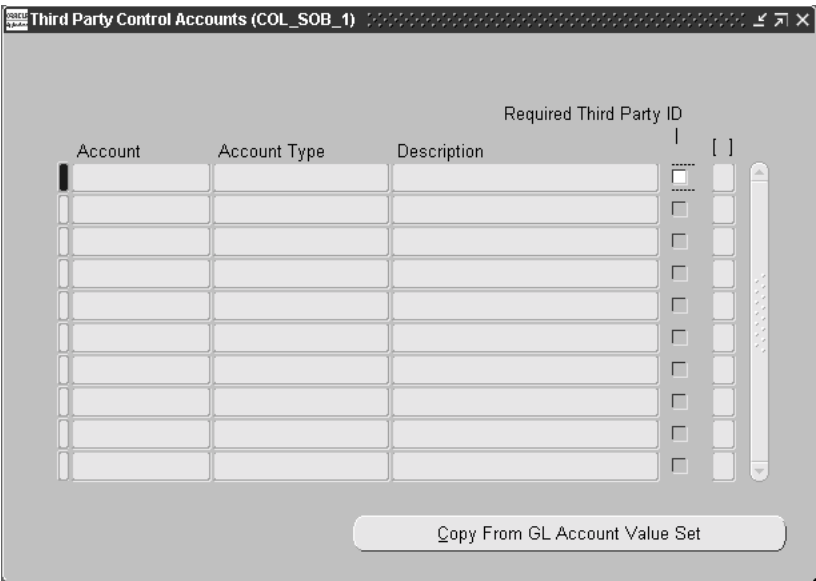 Third Party Control Accounts (COL_SOB_1)
Required Third Party ID
Account Account Type Description [ ]
Copy From GL Account Value Set